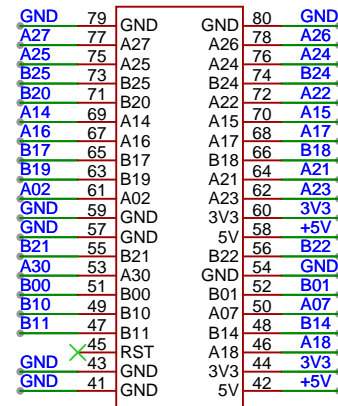 GND 79 GND GND 80 GND
A27 77 A27 A26 78 A26
A25 75 A25 A24 76 A24
B25 73 B25 B24 74 B24
B20 71 B20 A22 72 A22
A14 69 A14 A15 70 A15
A16 67 A16 A17 68 A17
B17 65 B17 B18 66 B18
B19 63 B19 A21 64 A21
A02 61 A02 A23 62 A23
GND 59 GND 3V3 60 3V3
GND 57 GND 5V 58 +5V
B21 55 B21 B22 56 B22
A30 53 A30 GND 54 GND
B00 51 B00 B01 52 B01
B10 49 B10 A07 50 A07
B11 47 B11 B14 48 B14
45 RST A18 46 A18
GND 43 GND 3V3 44 3V3
GND 41 GND 5V 42 +5V